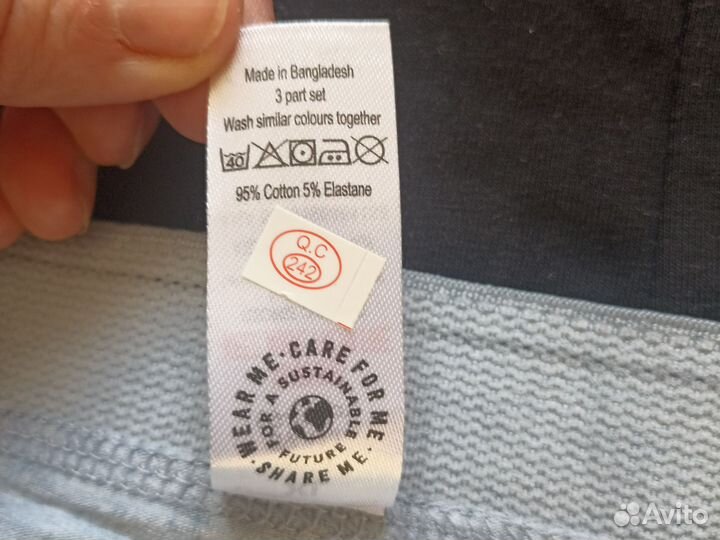 Made in Bangladesh
3 part set
Wash similar colours together
40
95% Cotton 5% Elastane
Q.C
242
WEAR ME · CARE FOR ME · SHARE ME ·
FOR A SUSTAINABLE FUTURE
Avito